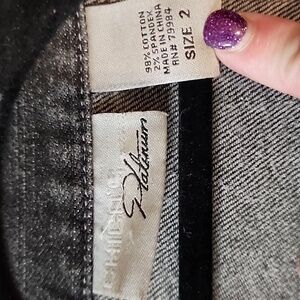 98% COTTON
2% SPANDEX
MADE IN CHINA
RN# 79984
SIZE 2
Platinum